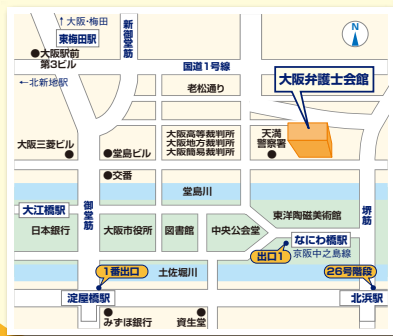 ↑大阪・梅田
東梅田駅
新御堂筋
N
●大阪駅前
第3ビル
国道1号線
←北新地駅
老松通り
大阪弁護士会館
大阪三菱ビル
●堂島ビル
大阪高等裁判所
大阪地方裁判所
大阪簡易裁判所
天満
警察署
●交番
堂島川
大江橋駅
御堂筋
東洋陶磁美術館
堺筋
日本銀行
大阪市役所
図書館
中央公会堂
なにわ橋駅
出口1
京阪中之島線
1番出口
土佐堀川
26号階段
淀屋橋駅
北浜駅
みずほ銀行
資生堂